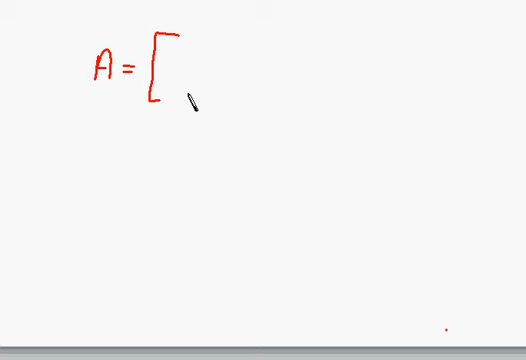 A = [